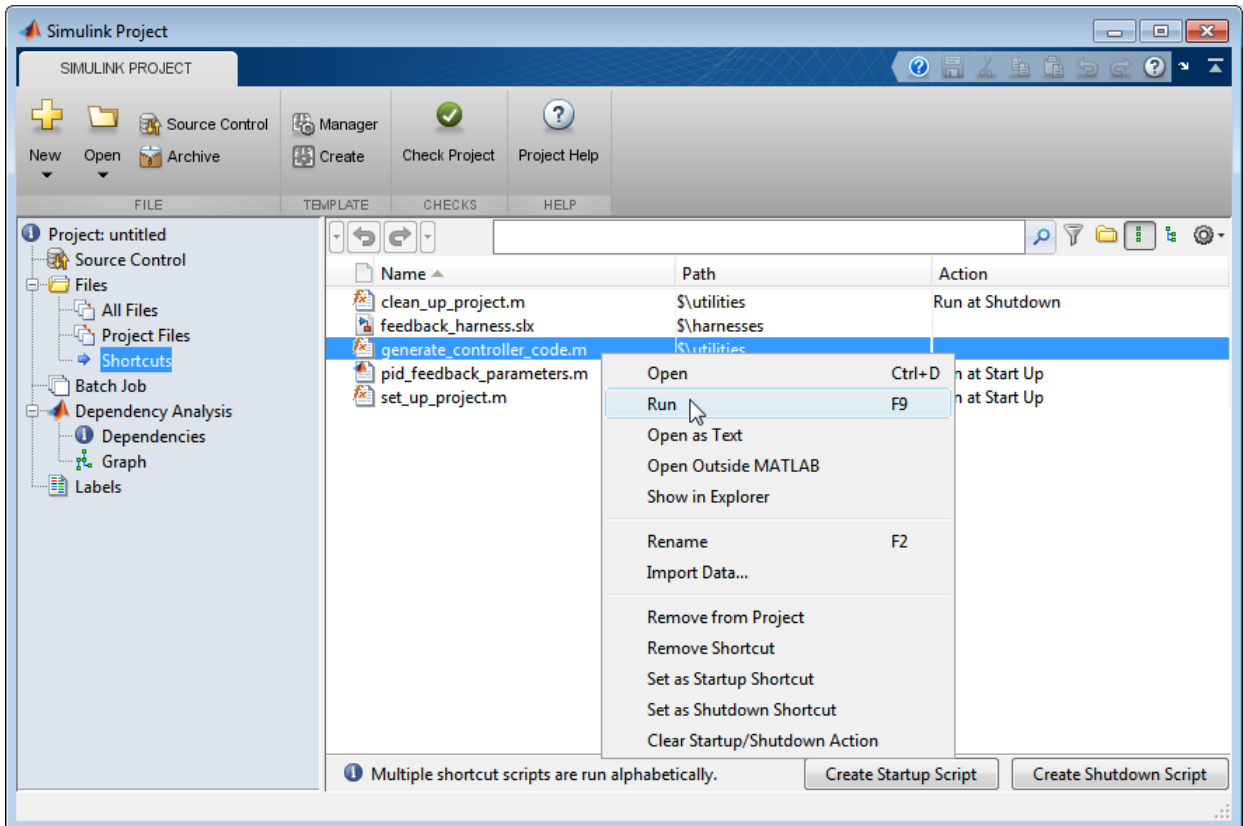 Simulink Project
SIMULINK PROJECT
New
Open
Source Control
Archive
Manager
Create
Check Project
Project Help
FILE
TEMPLATE
CHECKS
HELP
Project: untitled
Source Control
Files
All Files
Project Files
Shortcuts
Batch Job
Dependency Analysis
Dependencies
Graph
Labels
Name Path Action
clean_up_project.m $\utilities Run at Shutdown
feedback_harness.slx $\harnesses
generate_controller_code.m $\utilities
pid_feedback_parameters.m n at Start Up
set_up_project.m n at Start Up
Open Ctrl+D
Run F9
Open as Text
Open Outside MATLAB
Show in Explorer
Rename F2
Import Data...
Remove from Project
Remove Shortcut
Set as Startup Shortcut
Set as Shutdown Shortcut
Clear Startup/Shutdown Action
Multiple shortcut scripts are run alphabetically.
Create Startup Script
Create Shutdown Script